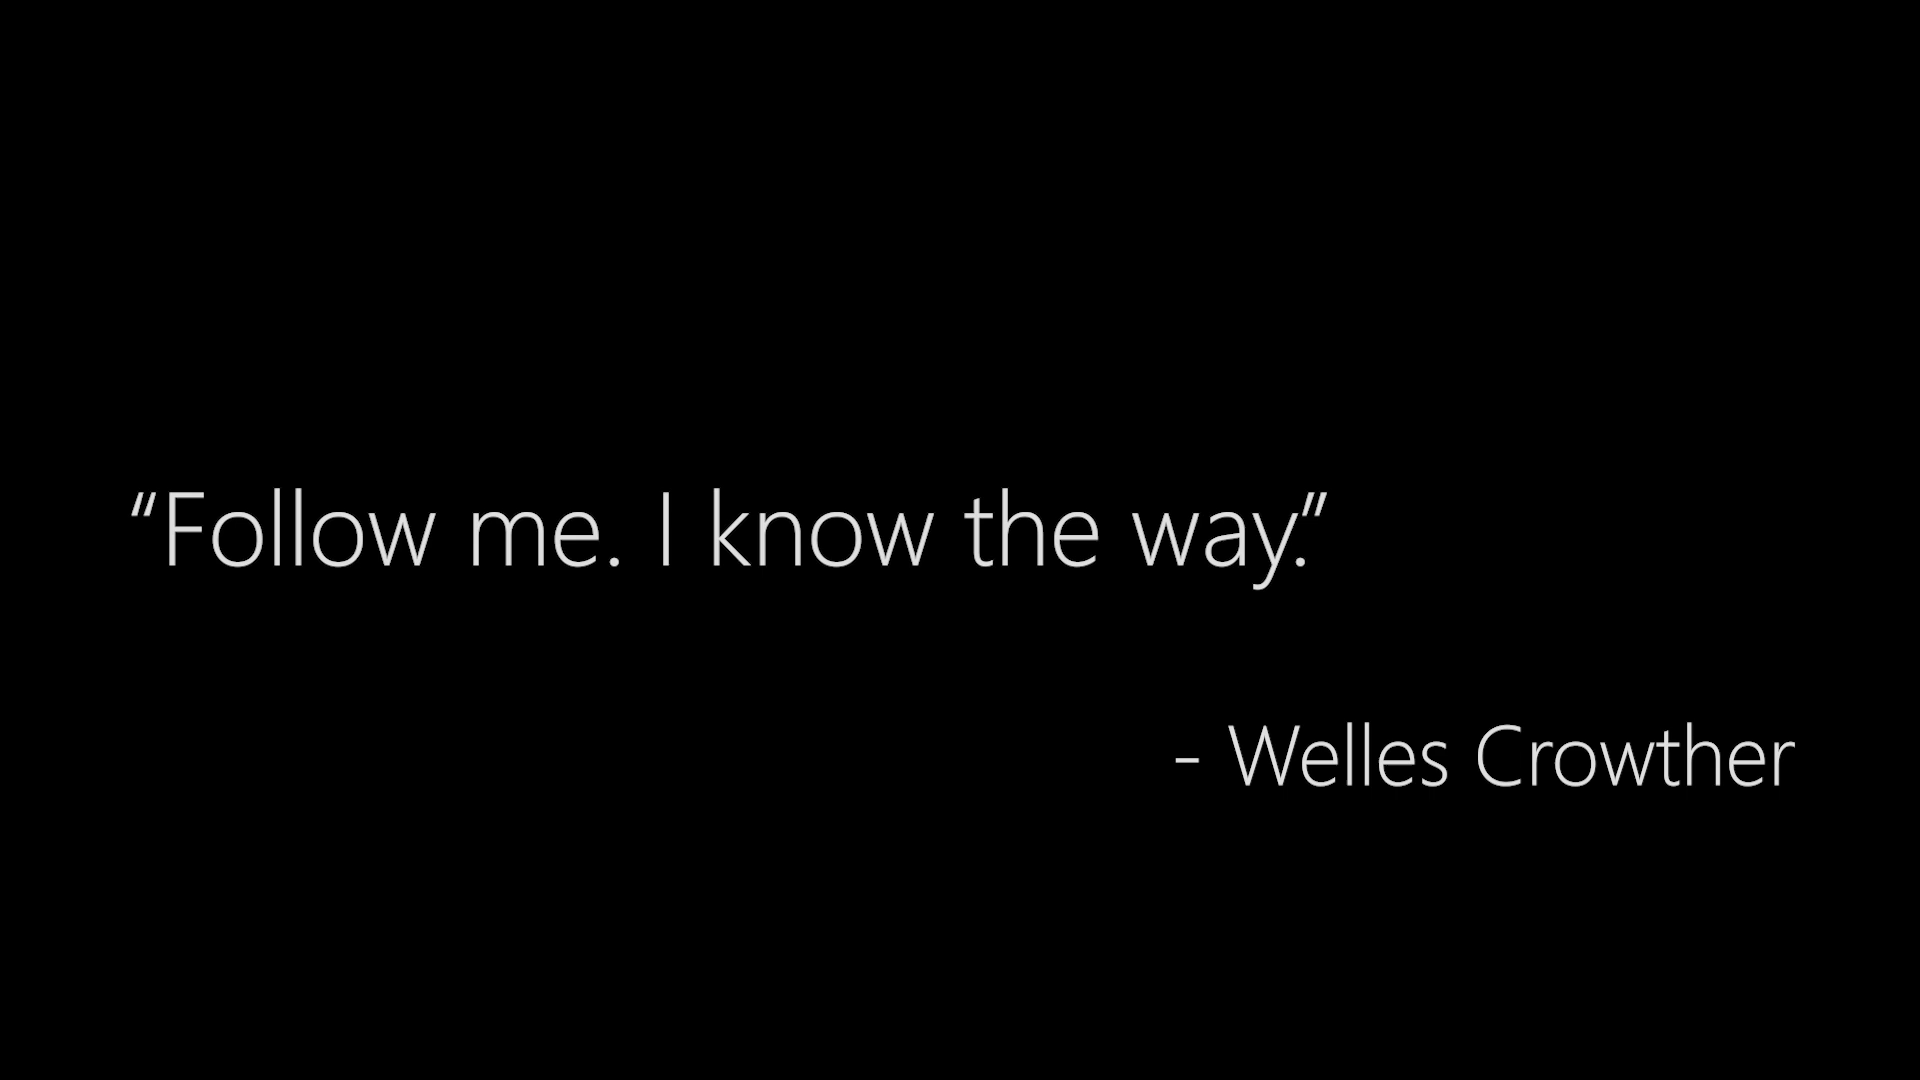 “Follow me. I know the way.”
- Welles Crowther